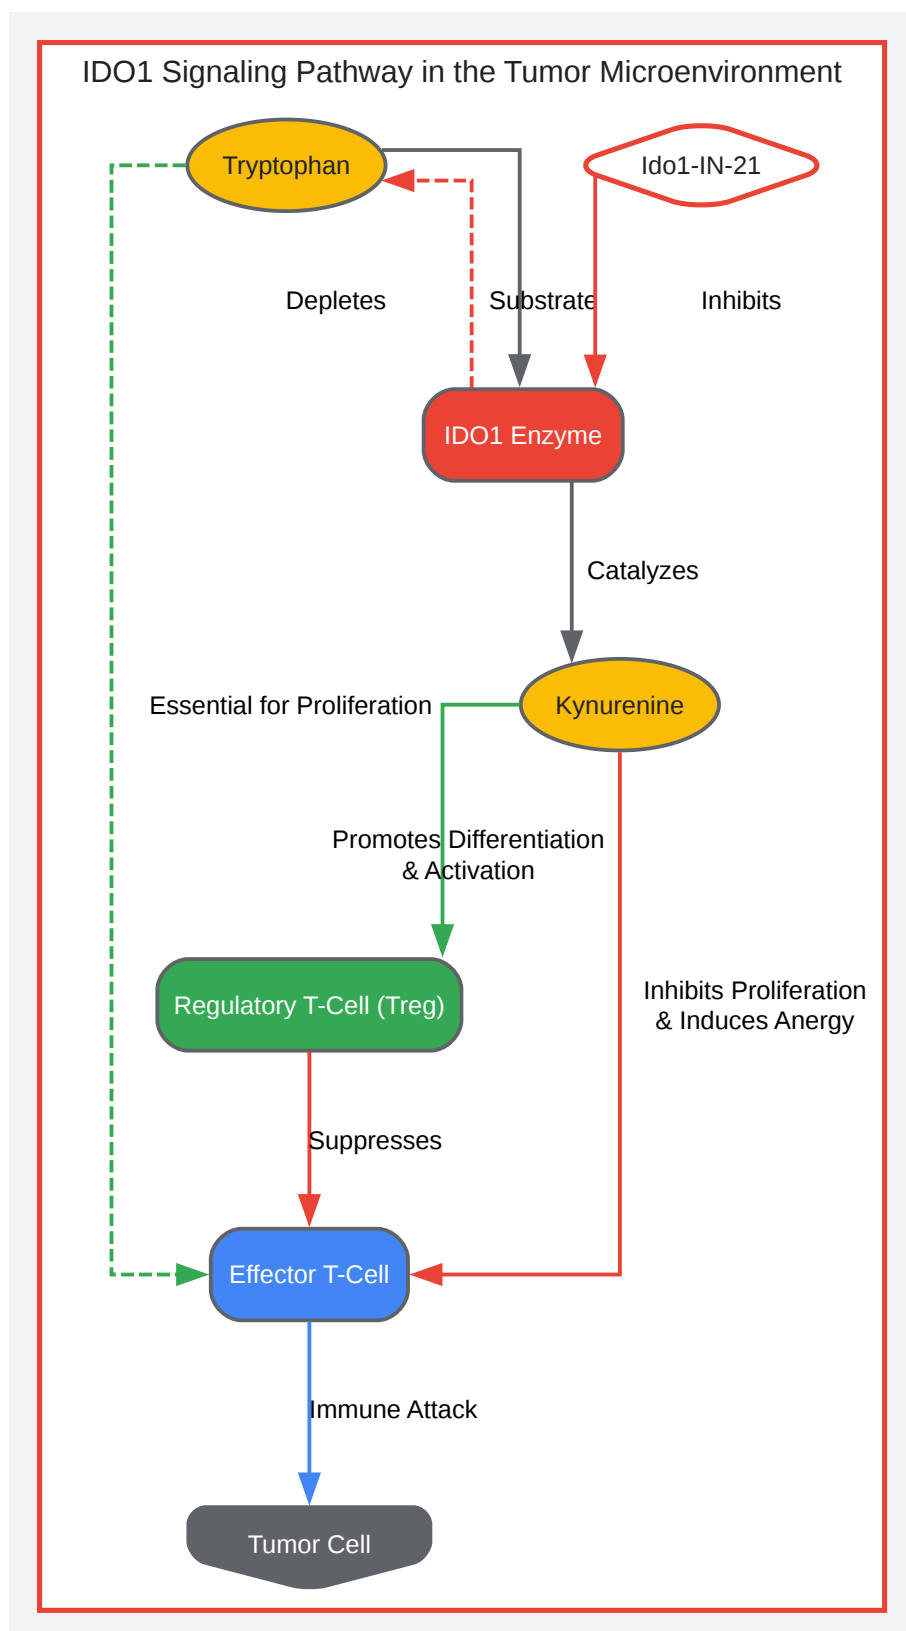 IDO1 Signaling Pathway in the Tumor Microenvironment
Tryptophan
Ido1-IN-21
Depletes
Substrate
Inhibits
IDO1 Enzyme
Catalyzes
Essential for Proliferation
Kynurenine
Promotes Differentiation
& Activation
Regulatory T-Cell (Treg)
Inhibits Proliferation
& Induces Anergy
Suppresses
Effector T-Cell
Immune Attack
Tumor Cell